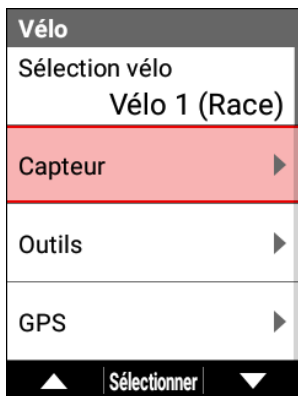 Vélo
Sélection vélo
Vélo 1 (Race)
Capteur
Outils
GPS
Sélectionner